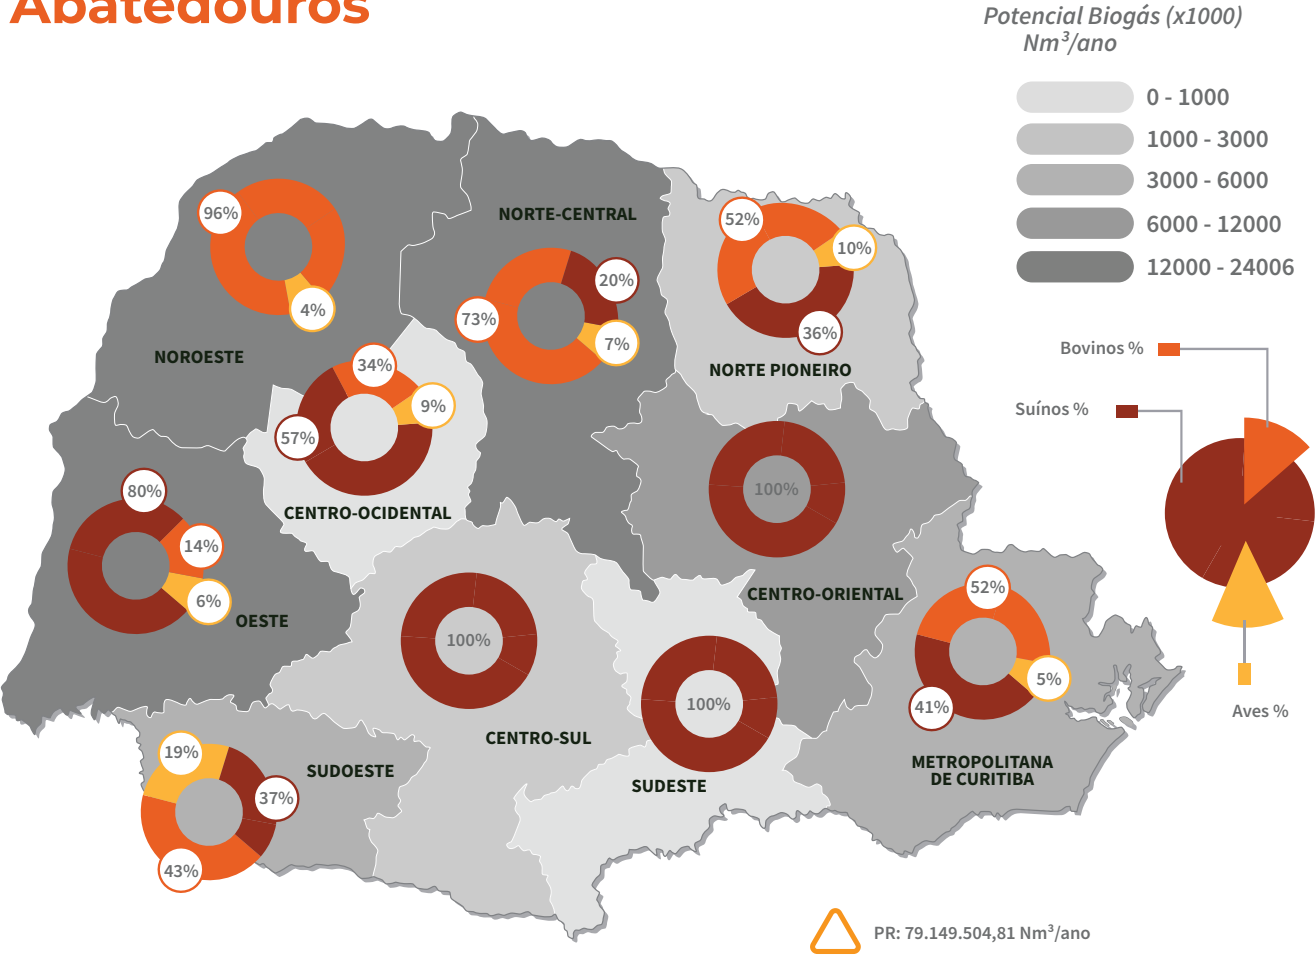 Abatedouros
Potencial Biogás (x1000)
Nm³/ano
0 - 1000
1000 - 3000
3000 - 6000
6000 - 12000
12000 - 24006
Bovinos %
Suínos %
Aves %
96%
4%
NOROESTE
NORTE-CENTRAL
20%
73%
7%
52%
10%
36%
NORTE PIONEIRO
34%
9%
57%
CENTRO-OCIDENTAL
80%
14%
6%
OESTE
100%
CENTRO-ORIENTAL
100%
CENTRO-SUL
100%
SUDESTE
52%
5%
41%
METROPOLITANA
DE CURITIBA
19%
37%
43%
SUDOESTE
PR: 79.149.504,81 Nm³/ano